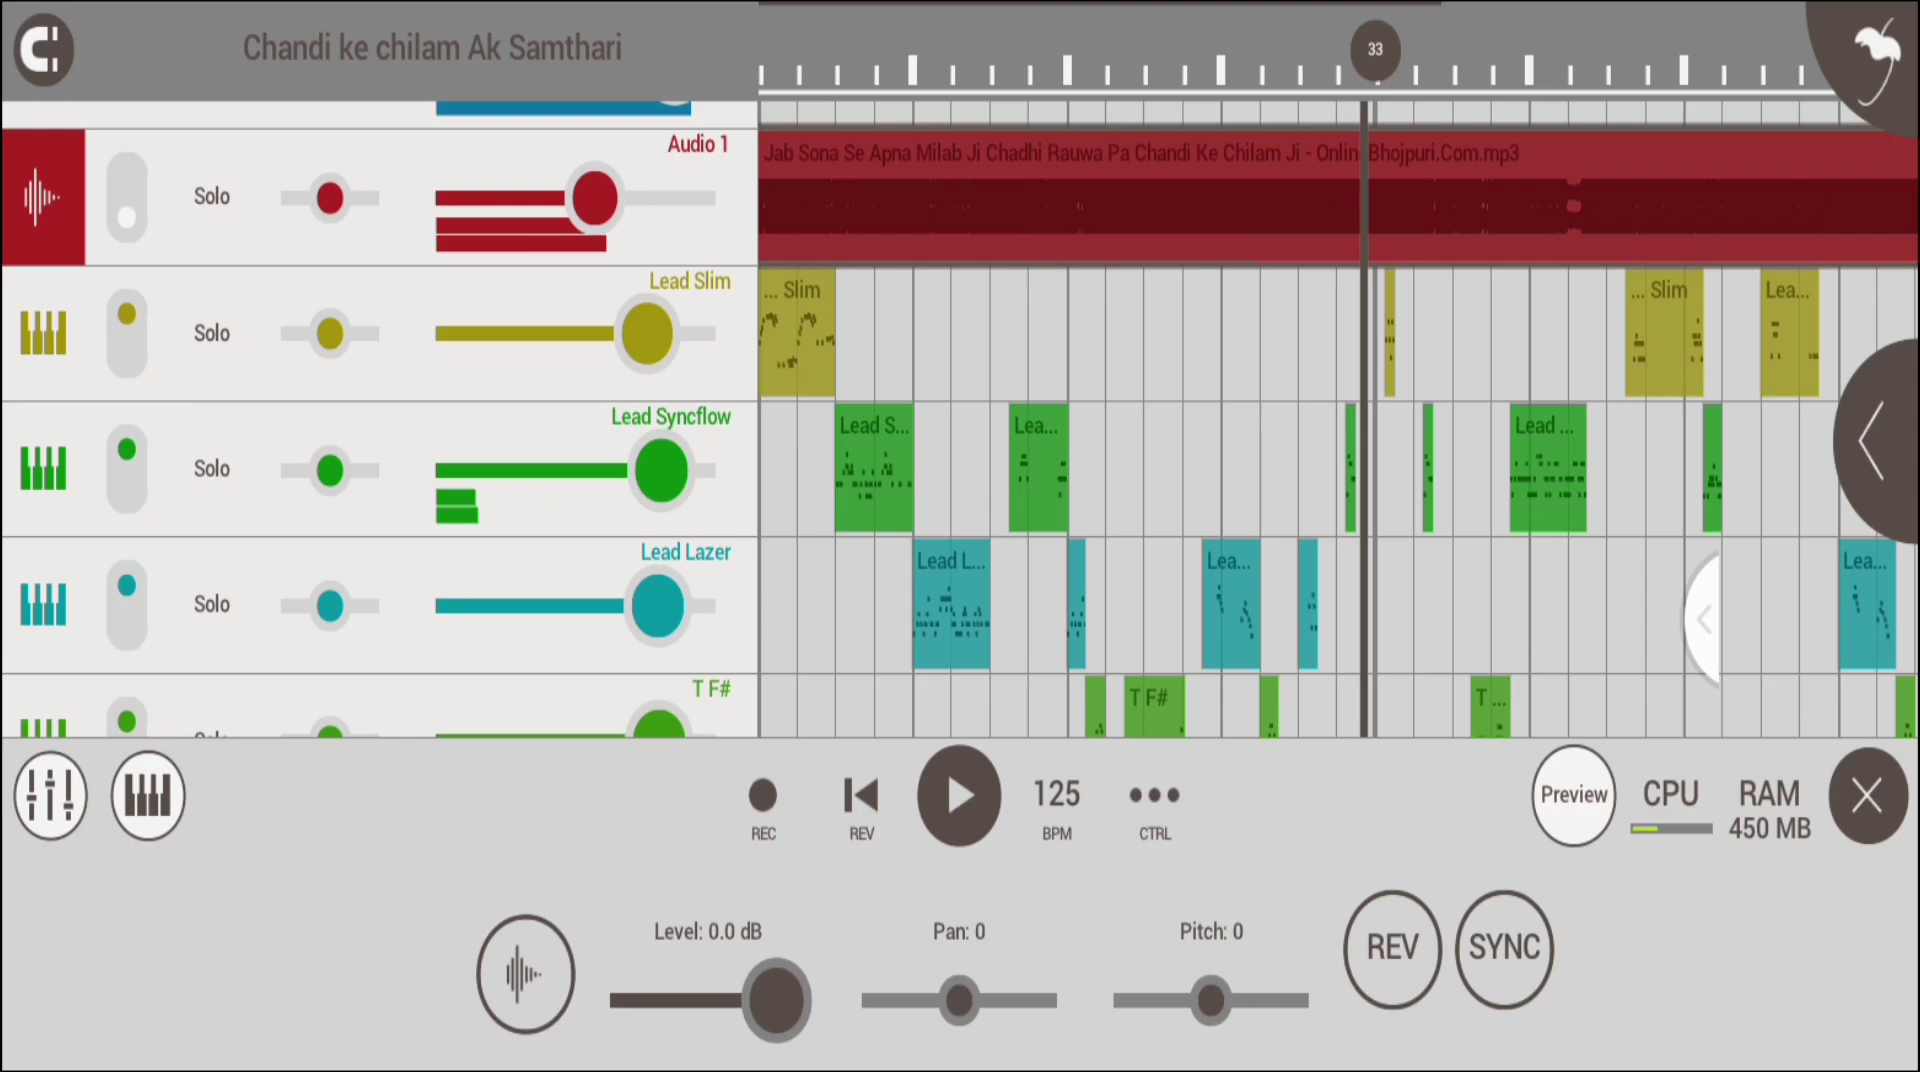 Chandi ke chilam Ak Samthari
33
Audio 1
Solo
Jab Sona Se Apna Milab Ji Chadhi Rauwa Pa Chandi Ke Chilam Ji - Onlin Bhojpuri.Com.mp3
Lead Slim
Solo
... Slim
... Slim
Lea...
Lead Syncflow
Solo
Lead S...
Lea...
Lead ...
Lead Lazer
Solo
Lead L...
Lea...
Lea...
T F#
T F#
T ...
REC
REV
125
BPM
CTRL
Preview
CPU
RAM
450 MB
Level: 0.0 dB
Pan: 0
Pitch: 0
REV
SYNC